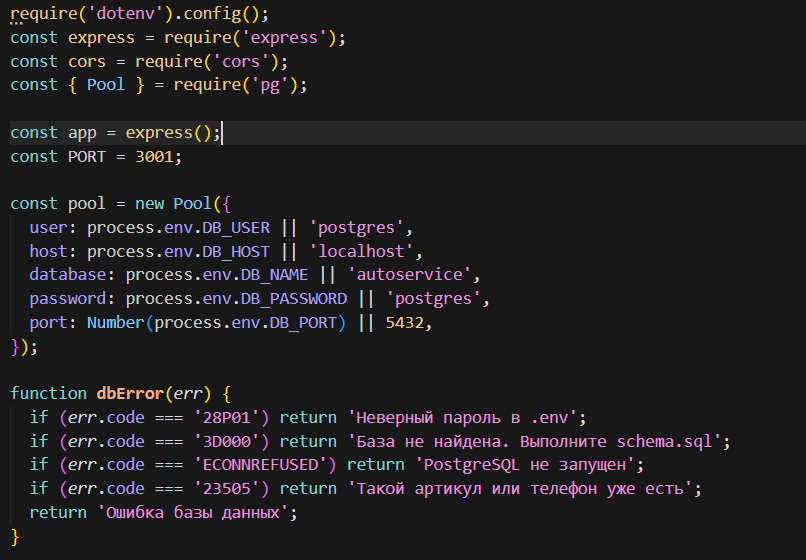 require('dotenv').config();
const express = require('express');
const cors = require('cors');
const { Pool } = require('pg');
const app = express();
const PORT = 3001;
const pool = new Pool({
  user: process.env.DB_USER || 'postgres',
  host: process.env.DB_HOST || 'localhost',
  database: process.env.DB_NAME || 'autoservice',
  password: process.env.DB_PASSWORD || 'postgres',
  port: Number(process.env.DB_PORT) || 5432,
});
function dbError(err) {
  if (err.code === '28P01') return 'Неверный пароль в .env';
  if (err.code === '3D000') return 'База не найдена. Выполните schema.sql';
  if (err.code === 'ECONNREFUSED') return 'PostgreSQL не запущен';
  if (err.code === '23505') return 'Такой артикул или телефон уже есть';
  return 'Ошибка базы данных';
}